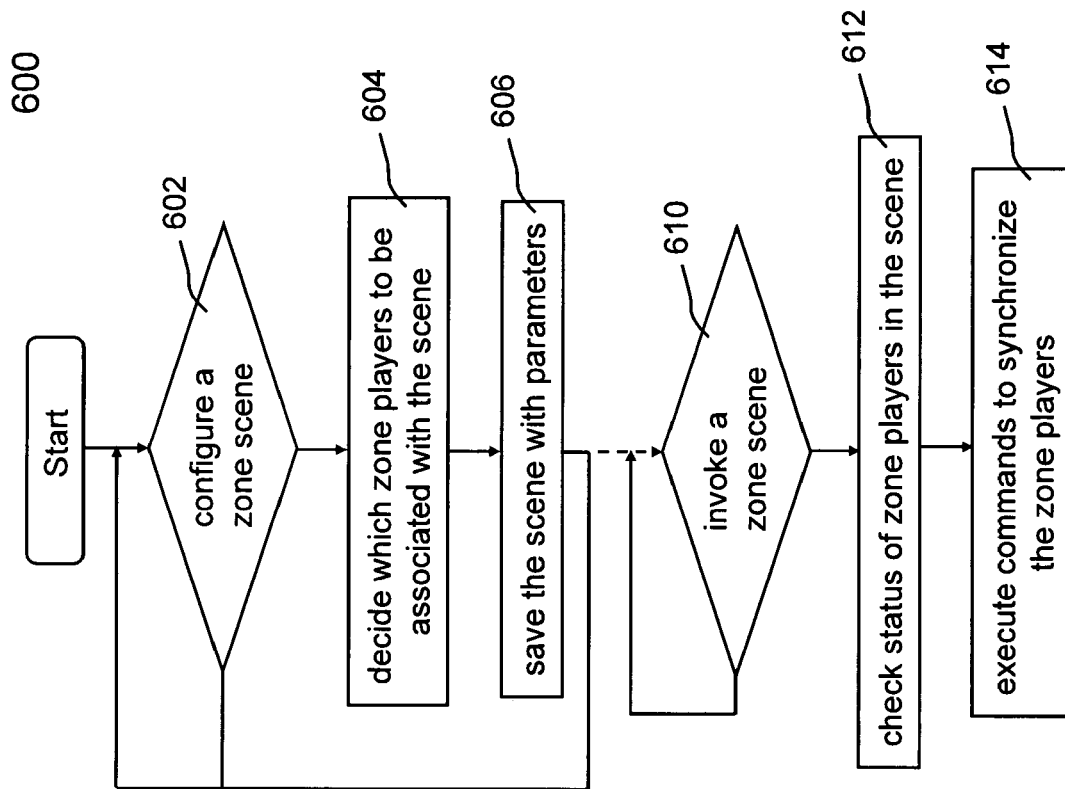 600
Start
602
configure a
zone scene
604
decide which zone players to be
associated with the scene
606
save the scene with parameters
610
invoke a
zone scene
612
check status of zone players in the scene
614
execute commands to synchronize
the zone players